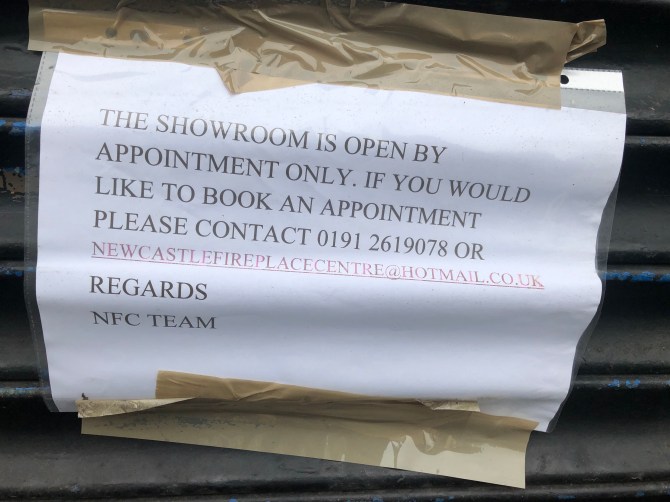 THE SHOWROOM IS OPEN BY
APPOINTMENT ONLY. IF YOU WOULD
LIKE TO BOOK AN APPOINTMENT
PLEASE CONTACT 0191 2619078 OR
NEWCASTLEFIREPLACECENTRE@HOTMAIL.CO.UK
REGARDS
NFC TEAM